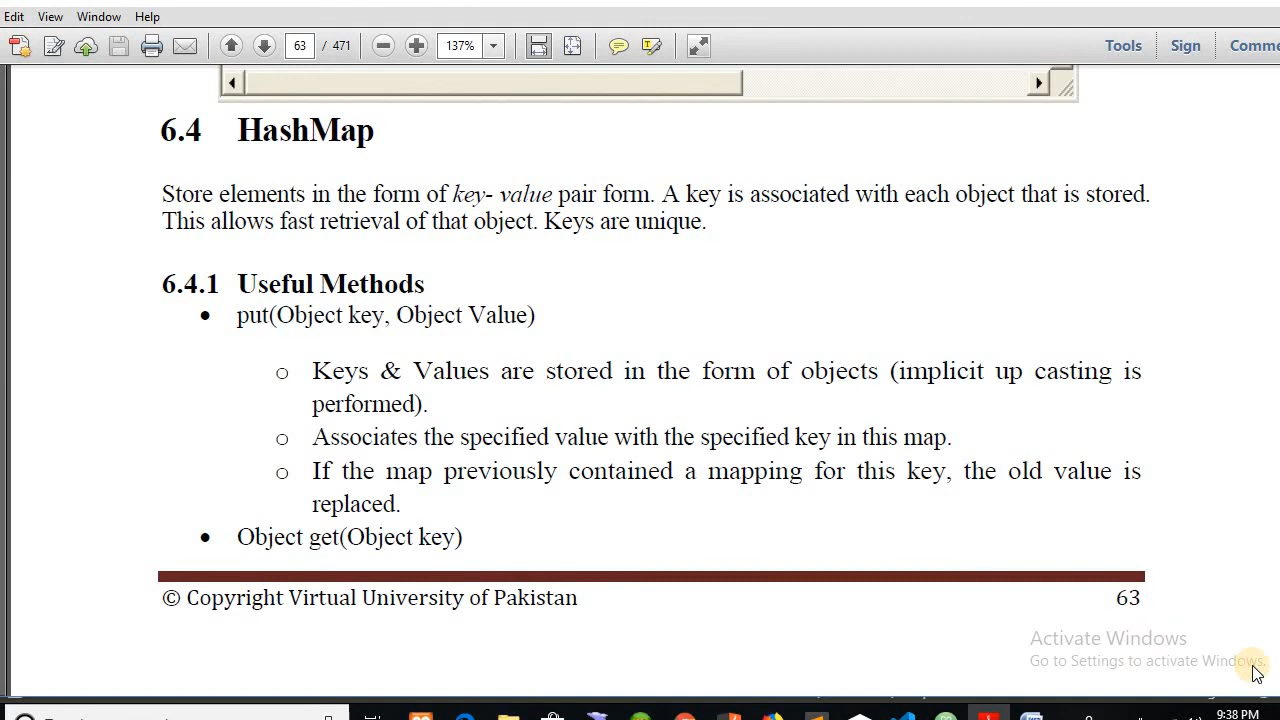 Edit View Window Help
63 / 471 137% Tools Sign Comme
6.4 HashMap
Store elements in the form of key- value pair form. A key is associated with each object that is stored.
This allows fast retrieval of that object. Keys are unique.
6.4.1 Useful Methods
• put(Object key, Object Value)
o Keys & Values are stored in the form of objects (implicit up casting is
performed).
o Associates the specified value with the specified key in this map.
o If the map previously contained a mapping for this key, the old value is
replaced.
• Object get(Object key)
© Copyright Virtual University of Pakistan 63
Activate Windows
Go to Settings to activate Windows.
9:38 PM